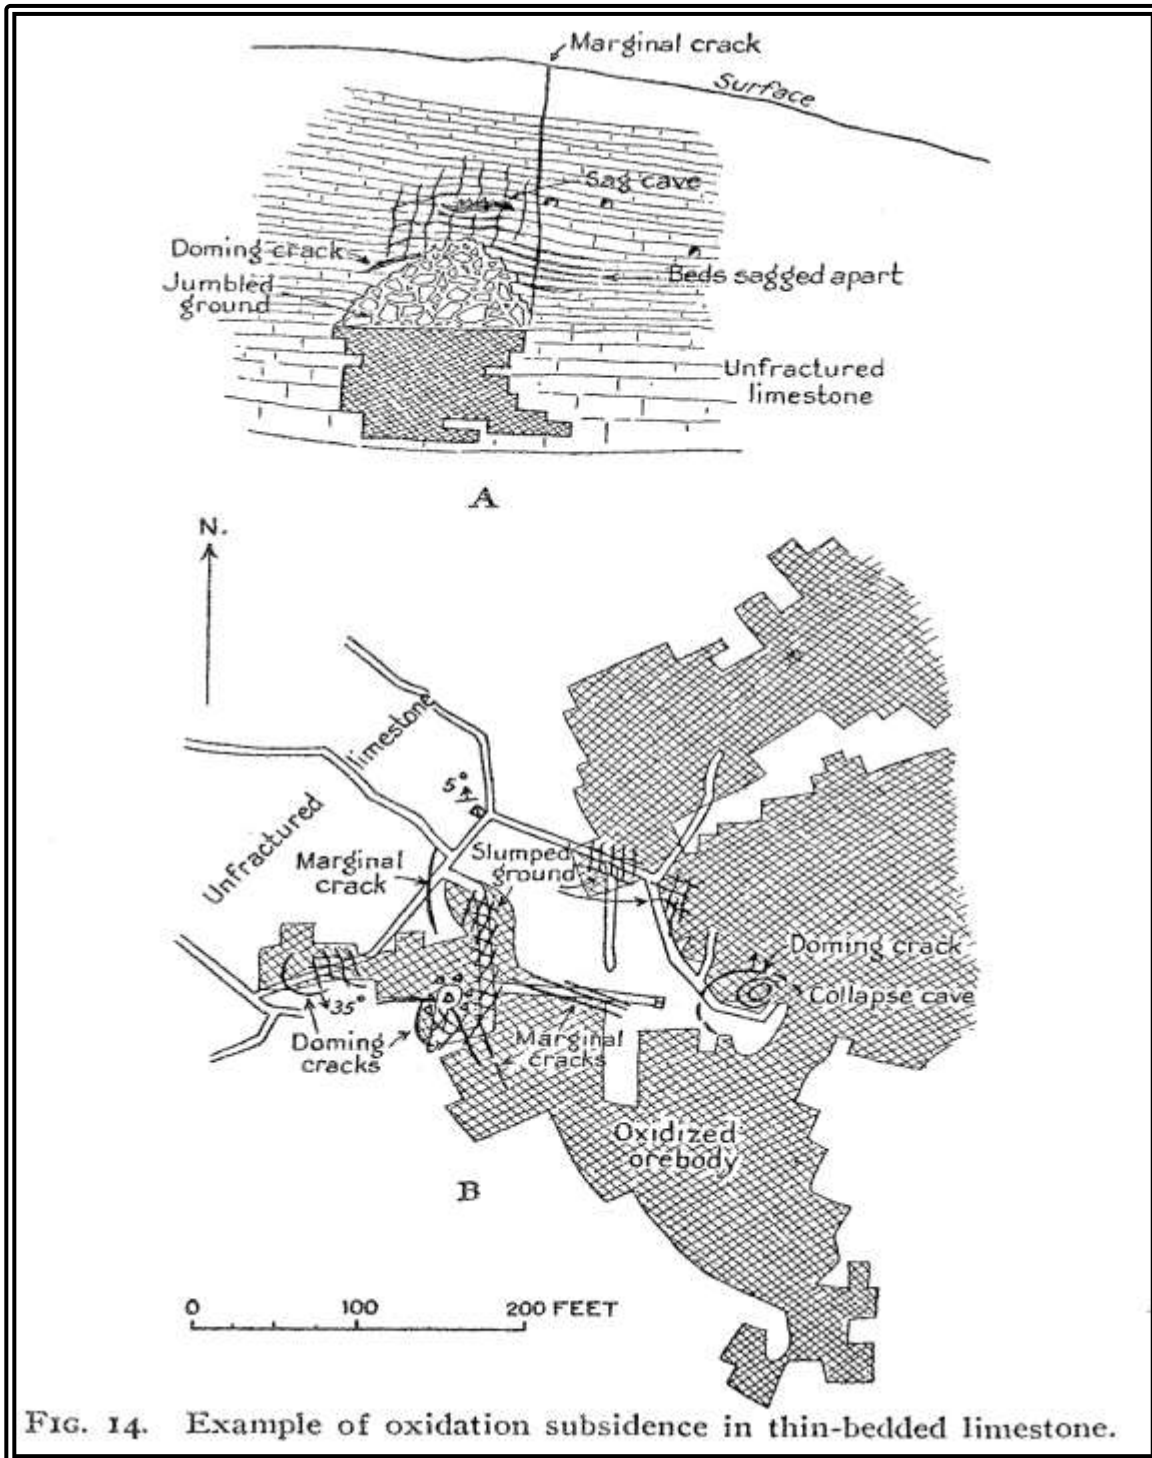 Marginal crack
Surface
Sag cave
Doming crack
Beds sagged apart
Jumbled
ground
Unfractured
limestone
A
N.
limestone
5°
Unfractured
Marginal
crack
Slumped
ground
Doming crack
Collapse cave
35°
Doming
cracks
Marginal
cracks
Oxidized
orebody
B
0 100 200 FEET
FIG. 14. Example of oxidation subsidence in thin-bedded limestone.